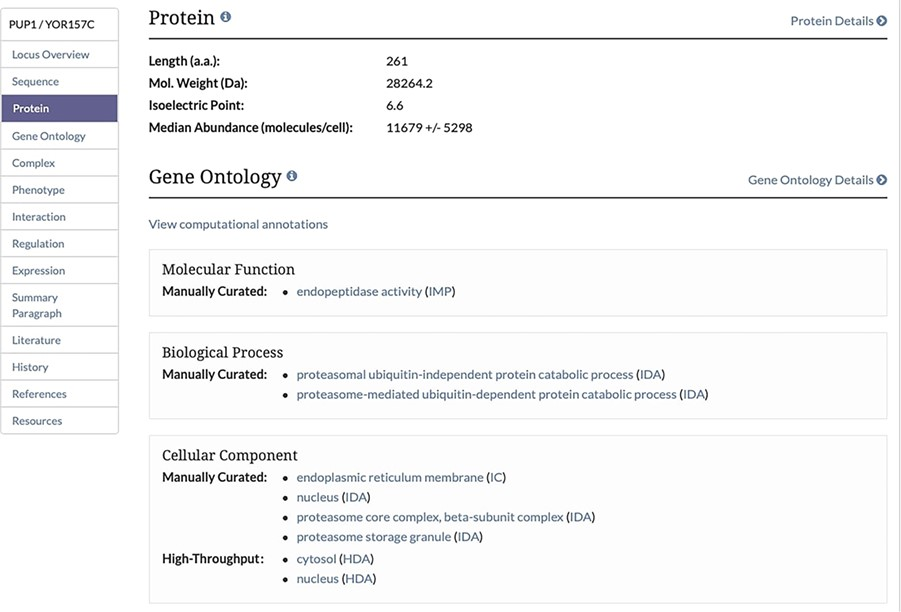 PUP1 / YOR157C
Locus Overview
Sequence
Protein
Gene Ontology
Complex
Phenotype
Interaction
Regulation
Expression
Summary
Paragraph
Literature
History
References
Resources
Protein
Protein Details
Length (a.a.): 261
Mol. Weight (Da): 28264.2
Isoelectric Point: 6.6
Median Abundance (molecules/cell): 11679 +/- 5298
Gene Ontology
Gene Ontology Details
View computational annotations
Molecular Function
Manually Curated: • endopeptidase activity (IMP)
Biological Process
Manually Curated: • proteasomal ubiquitin-independent protein catabolic process (IDA)
• proteasome-mediated ubiquitin-dependent protein catabolic process (IDA)
Cellular Component
Manually Curated: • endoplasmic reticulum membrane (IC)
• nucleus (IDA)
• proteasome core complex, beta-subunit complex (IDA)
• proteasome storage granule (IDA)
High-Throughput: • cytosol (HDA)
• nucleus (HDA)